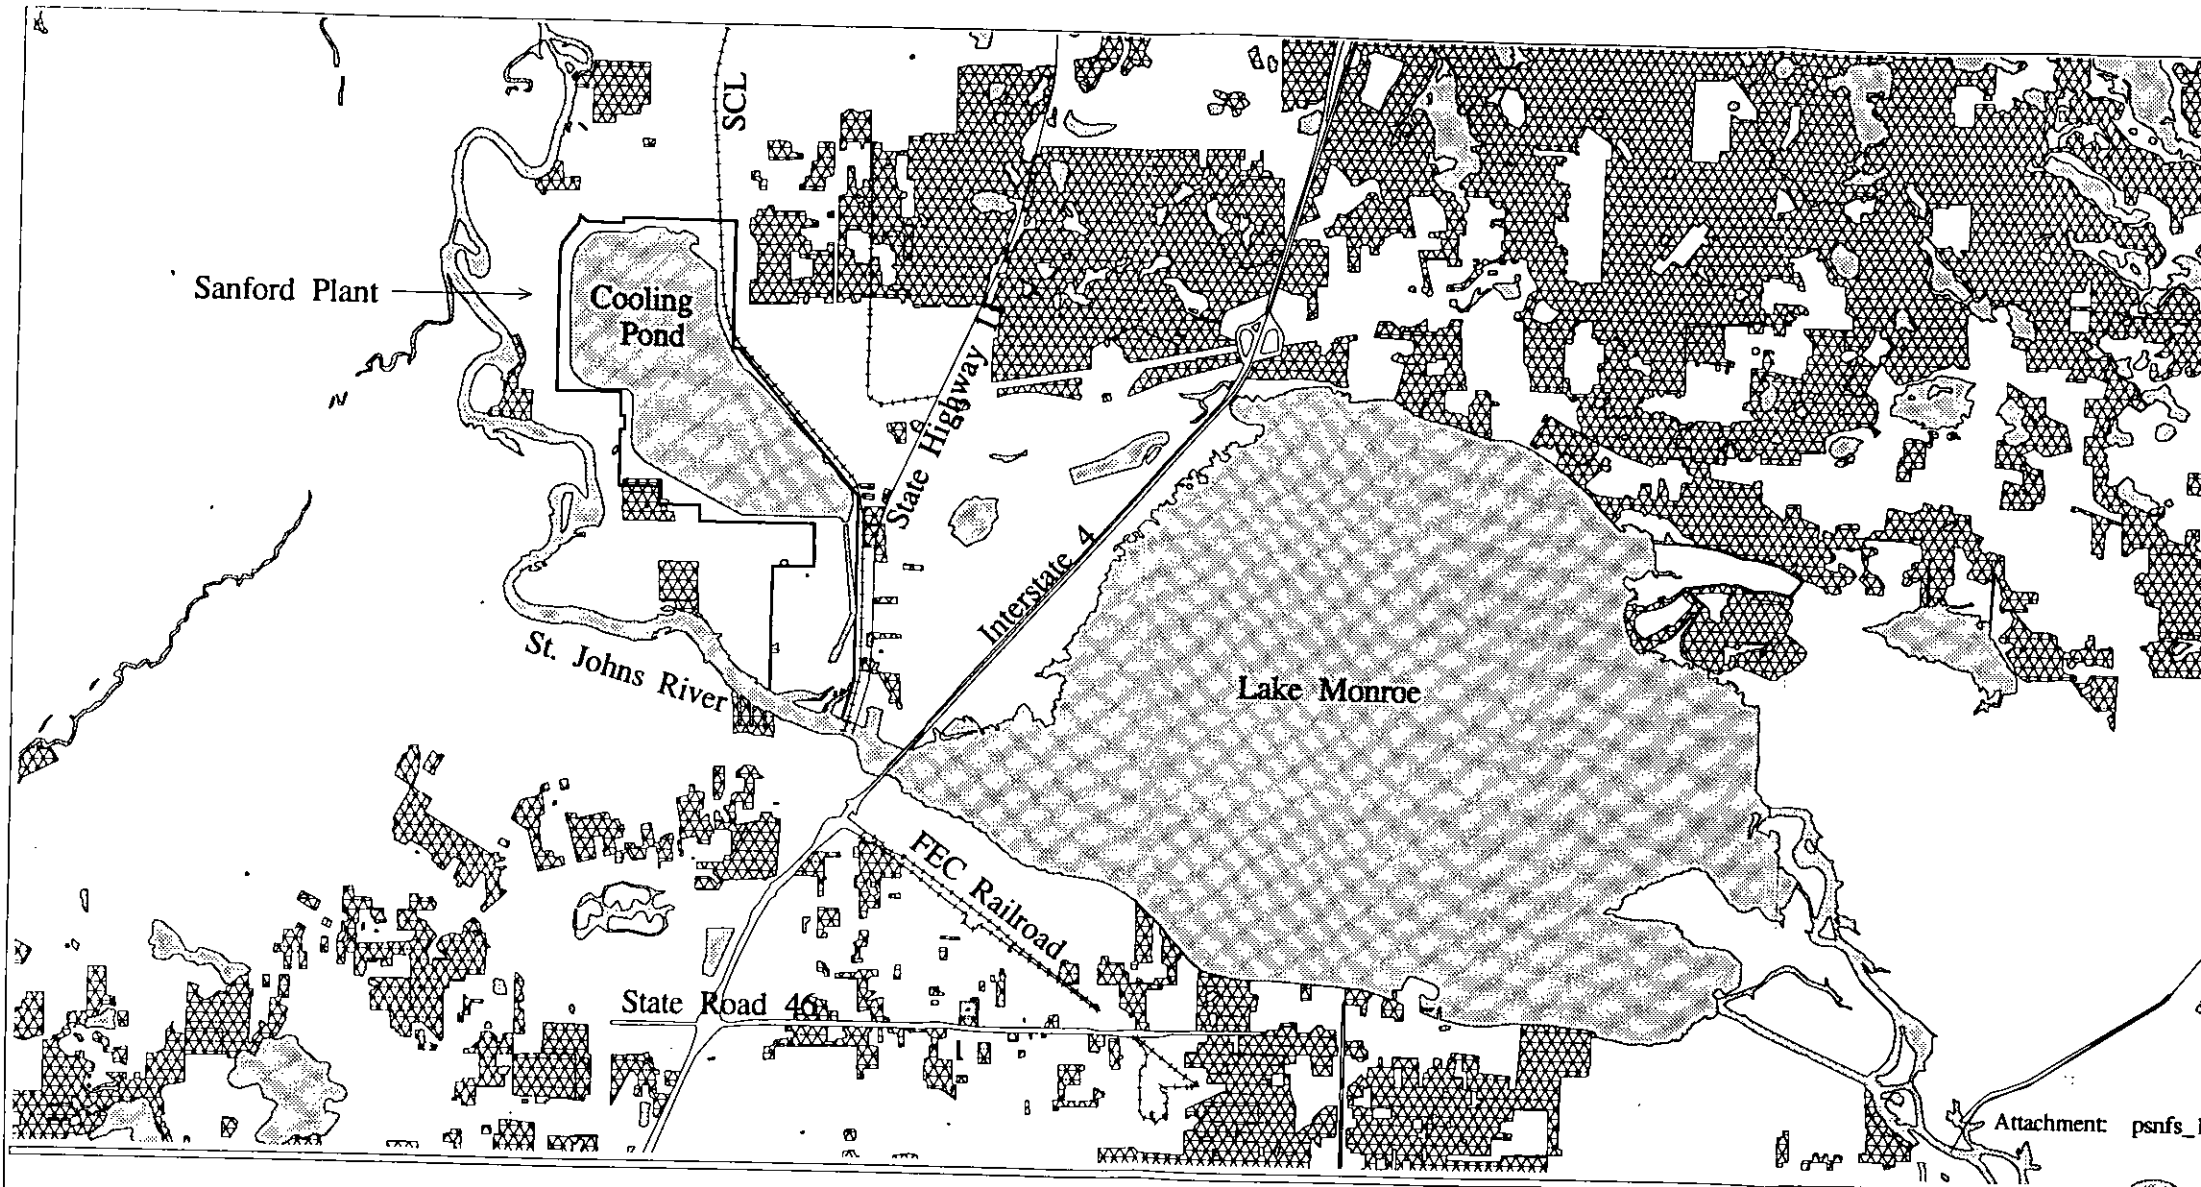 SCL
Sanford Plant
Cooling
Pond
State Highway
Interstate 4
St. Johns River
Lake Monroe
FEC Railroad
State Road 46
Attachment: